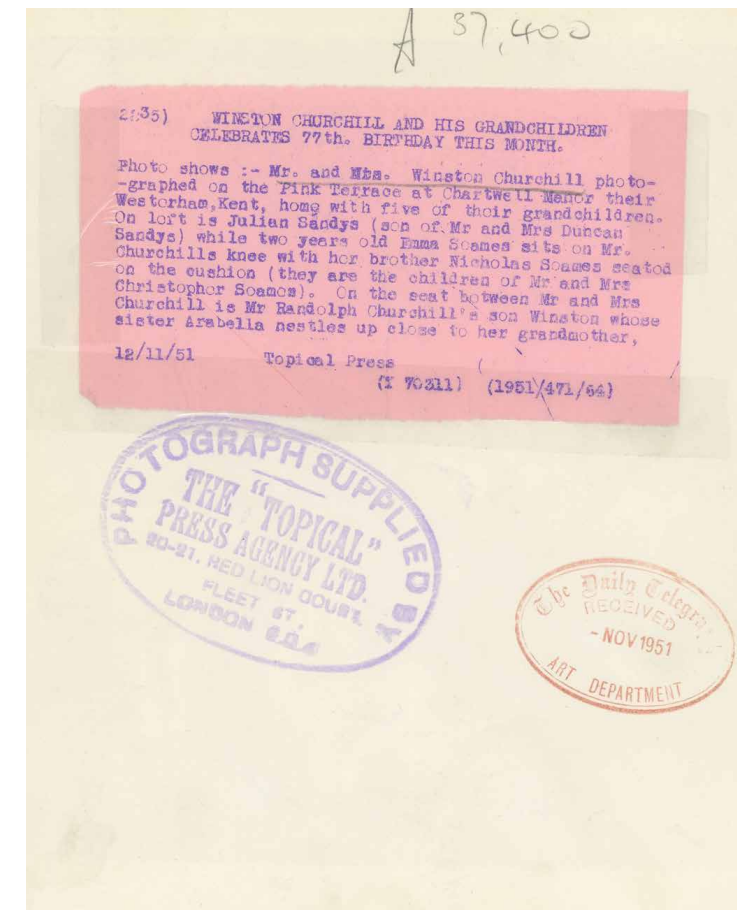 A 37,400
2(35) WINSTON CHURCHILL AND HIS GRANDCHILDREN
CELEBRATES 77th. BIRTHDAY THIS MONTH.
Photo shows :- Mr. and Mrs. Winston Churchill photo-
-graphed on the Pink Terrace at Chartwell Manor their
Westerham,Kent, home with five of their grandchildren.
On left is Julian Sandys (son of Mr and Mrs Duncan
Sandys) while two years old Emma Soames sits on Mr.
Churchills knee with her brother Nicholas Soames seated
on the cushion (they are the children of Mr and Mrs
Christopher Soames). On the seat between Mr and Mrs
Churchill is Mr Randolph Churchill's son Winston whose
sister Arabella nestles up close to her grandmother,
12/11/51 Topical Press (
(X 70311) (1951/471/64)
PHOTOGRAPH SUPPLIED BY
THE "TOPICAL"
PRESS AGENCY LTD.
20-21, RED LION COURT,
FLEET ST,
LONDON E.C.4
The Daily Telegra
RECEIVED
- NOV 1951
ART DEPARTMENT